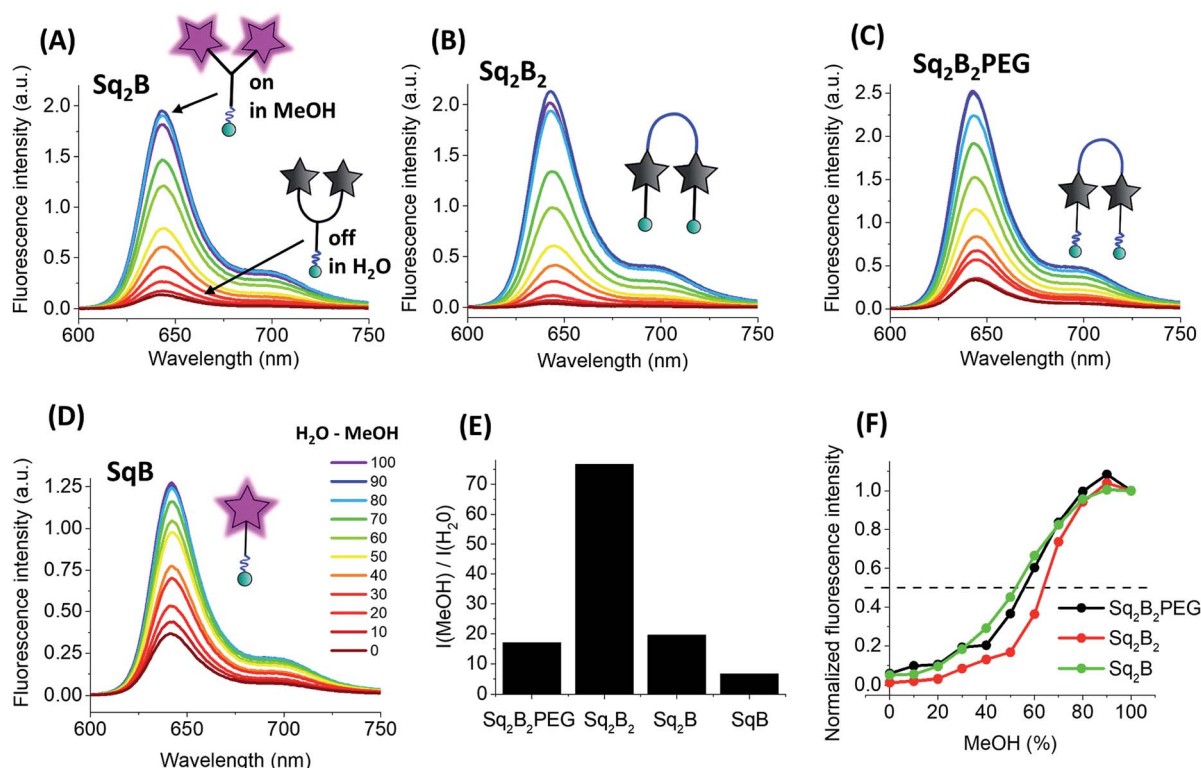 (A)
Sq₂B
on
in MeOH
off
in H₂O
Fluorescence intensity (a.u.)
2.0
1.5
1.0
0.5
0.0
600 650 700 750
Wavelength (nm)
(B)
Sq₂B₂
Fluorescence intensity (a.u.)
2.0
1.5
1.0
0.5
0.0
600 650 700 750
Wavelength (nm)
(C)
Sq₂B₂PEG
Fluorescence intensity (a.u.)
2.5
2.0
1.5
1.0
0.5
0.0
600 650 700 750
Wavelength (nm)
(D)
SqB
H₂O - MeOH
100
90
80
70
60
50
40
30
20
10
0
Fluorescence intensity (a.u.)
1.25
1.00
0.75
0.50
0.25
0.00
600 650 700 750
Wavelength (nm)
(E)
I(MeOH) / I(H₂0)
70
60
50
40
30
20
10
0
Sq₂B₂PEG Sq₂B₂ Sq₂B SqB
(F)
Normalized fluorescence intensity
1.0
0.8
0.6
0.4
0.2
0.0
Sq₂B₂PEG
Sq₂B₂
Sq₂B
0 20 40 60 80 100
MeOH (%)